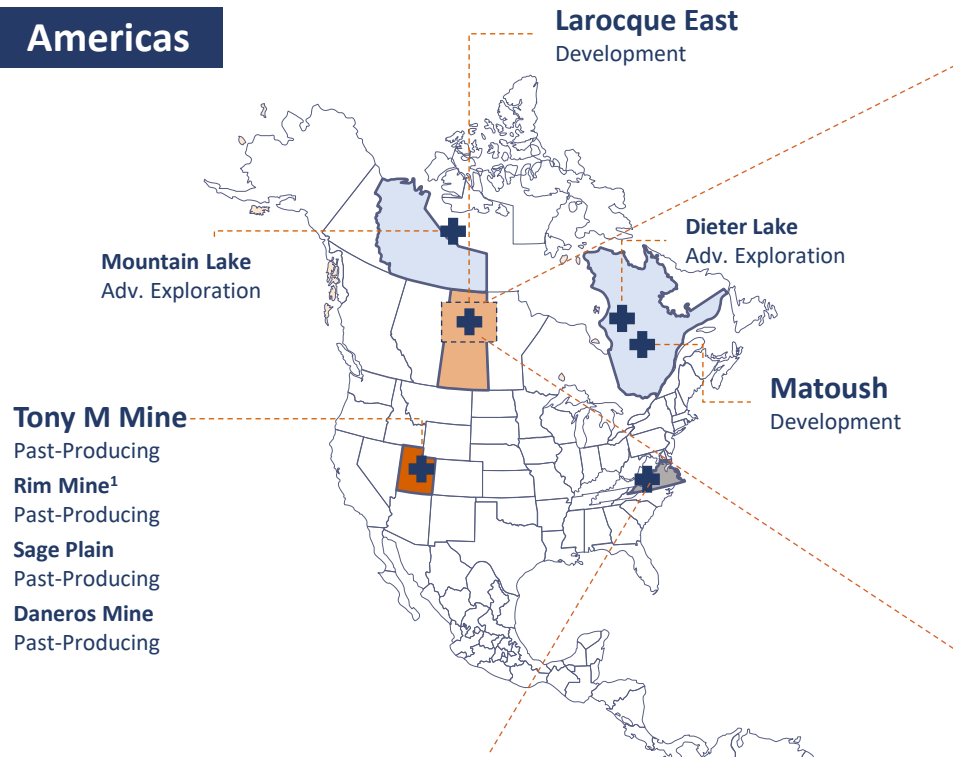 Americas
Larocque East
Development
Mountain Lake
Adv. Exploration
Dieter Lake
Adv. Exploration
Matoush
Development
Tony M Mine
Past-Producing
Rim Mine¹
Past-Producing
Sage Plain
Past-Producing
Daneros Mine
Past-Producing